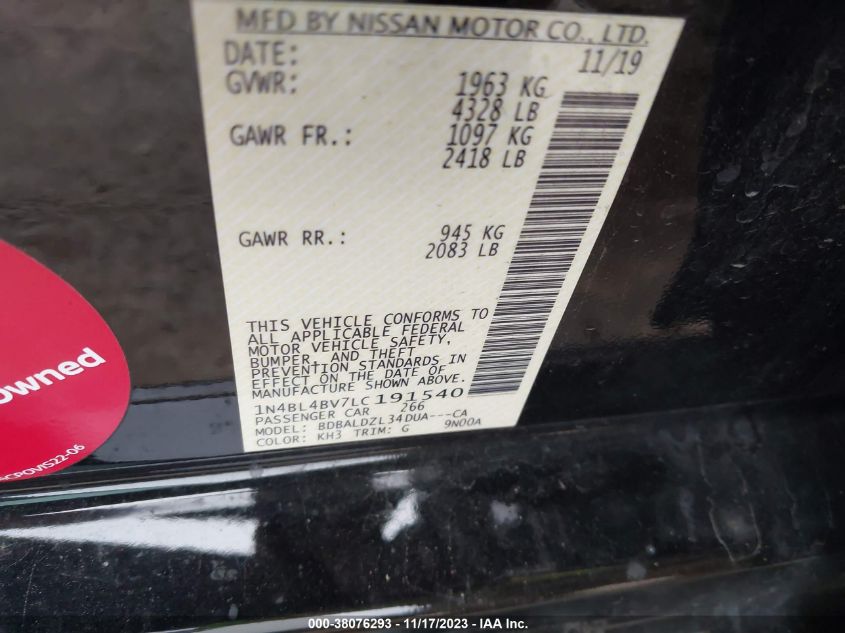 MFD BY NISSAN MOTOR CO., LTD.
DATE: 11/19
GVWR: 1963 KG
4328 LB
GAWR FR.: 1097 KG
2418 LB
GAWR RR.: 945 KG
2083 LB
THIS VEHICLE CONFORMS TO
ALL APPLICABLE FEDERAL
MOTOR VEHICLE SAFETY,
BUMPER, AND THEFT
PREVENTION STANDARDS IN
EFFECT ON THE DATE OF
MANUFACTURE SHOWN ABOVE.
1N4BL4BV7LC191540
PASSENGER CAR 266
MODEL: BDBALDZL34DUA---CA
COLOR: KH3 TRIM: G 9N00A
owned
CPOVIS22-06
000-38076293 - 11/17/2023 - IAA Inc.